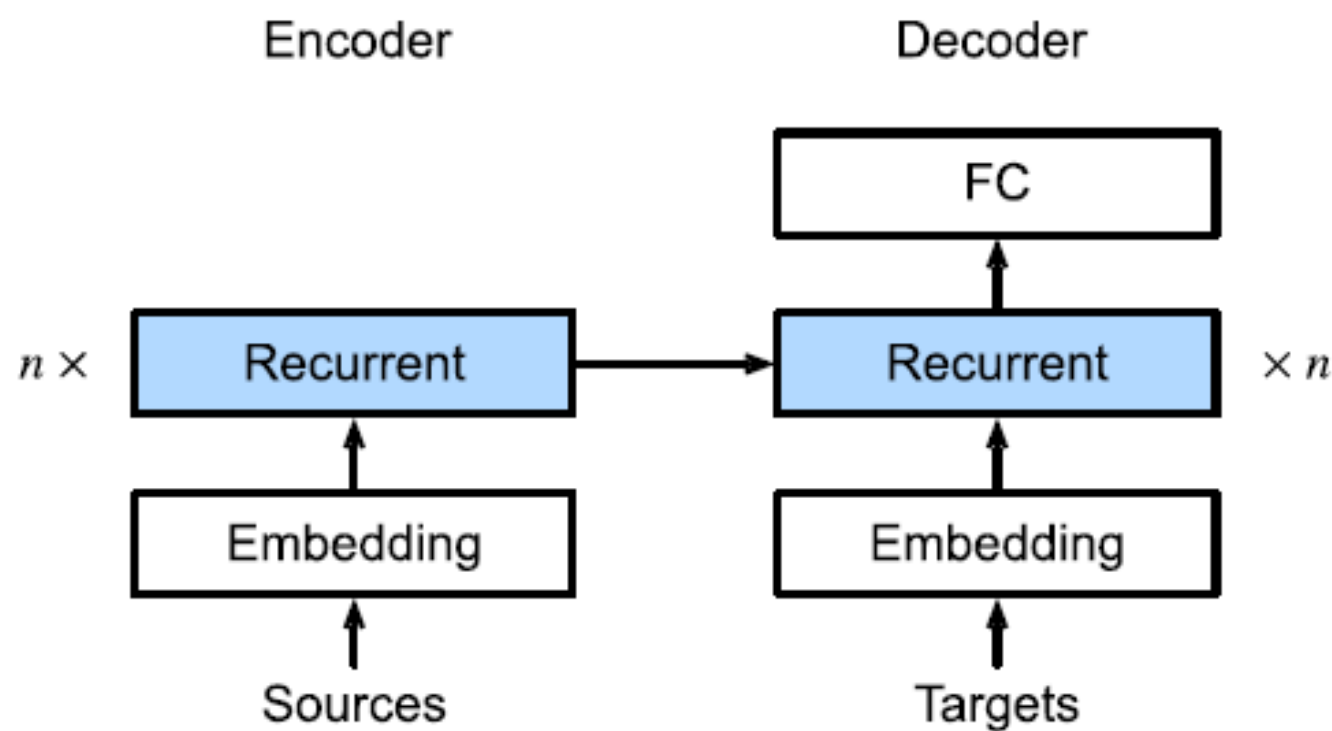 Encoder Decoder
FC
n × Recurrent Recurrent × n
Embedding Embedding
Sources Targets